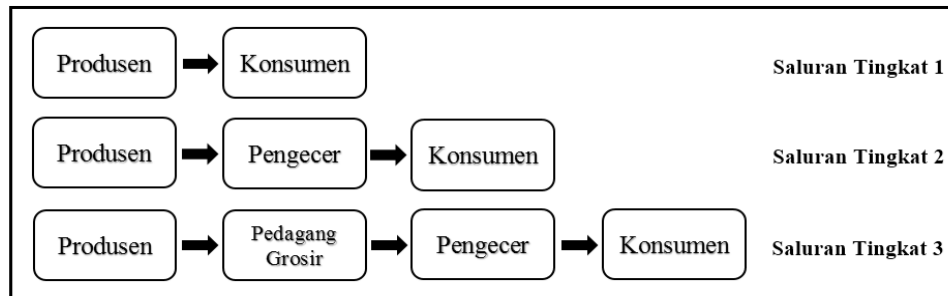 Produsen Konsumen Saluran Tingkat 1
Produsen Pengecer Konsumen Saluran Tingkat 2
Produsen Pedagang Grosir Pengecer Konsumen Saluran Tingkat 3